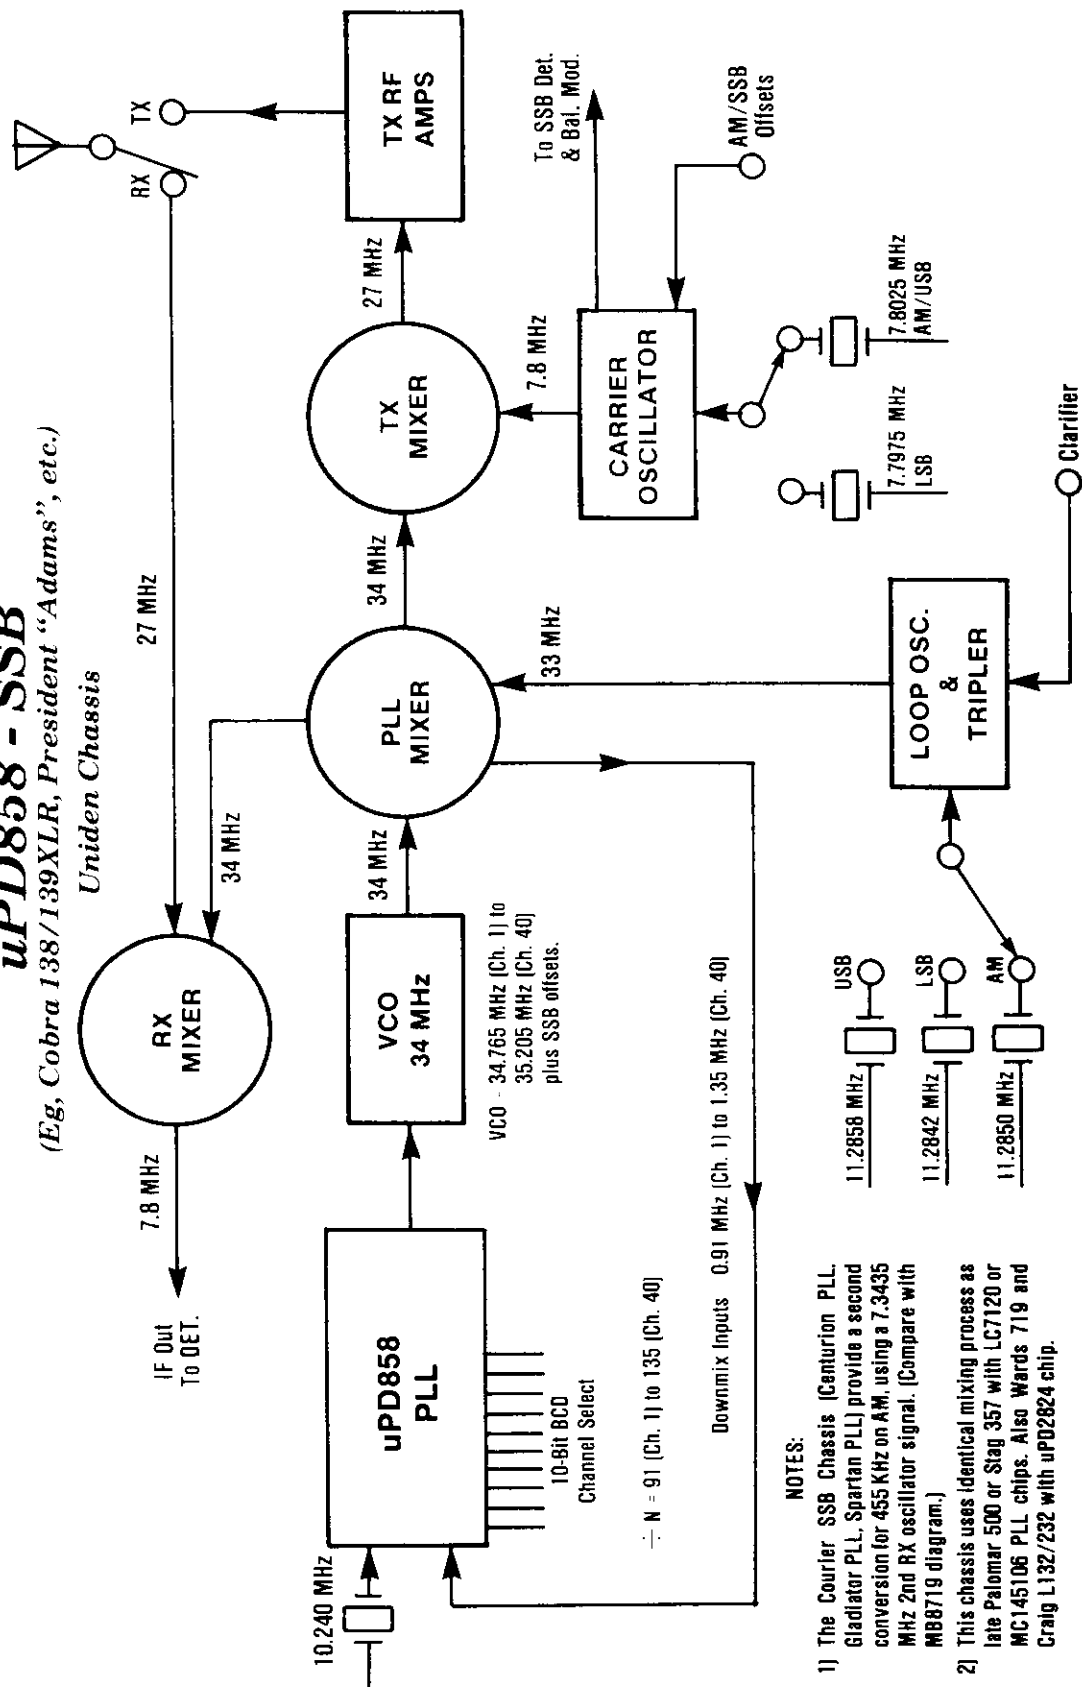 uPD858 - SSB
(Eg, Cobra 138/139XLR, President “Adams”, etc.)
Uniden Chassis
IF Out
To DET.
7.8 MHz
RX
MIXER
27 MHz
34 MHz
RX
TX
10.240 MHz
uPD858
PLL
10-Bit BCD
Channel Select
÷ N = 91 (Ch. 1) to 135 (Ch. 40)
VCO
34 MHz
VCO - 34.765 MHz (Ch. 1) to
35.205 MHz (Ch. 40)
plus SSB offsets.
34 MHz
PLL
MIXER
34 MHz
TX
MIXER
27 MHz
TX RF
AMPS
Downmix Inputs 0.91 MHz (Ch. 1) to 1.35 MHz (Ch. 40)
33 MHz
7.8 MHz
CARRIER
OSCILLATOR
To SSB Det.
& Bal. Mod.
AM/SSB
Offsets
7.7975 MHz
LSB
7.8025 MHz
AM/USB
LOOP OSC.
&
TRIPLER
Clarifier
11.2858 MHz
USB
11.2842 MHz
LSB
11.2850 MHz
AM
NOTES:
1) The Courier SSB Chassis (Centurion PLL.
Gladiator PLL, Spartan PLL) provide a second
conversion for 455 KHz on AM, using a 7.3435
MHz 2nd RX oscillator signal. (Compare with
MB8719 diagram.)
2) This chassis uses identical mixing process as
late Palomar 500 or Stag 357 with LC7120 or
MC145106 PLL chips. Also Wards 719 and
Craig L132/232 with uPD2824 chip.